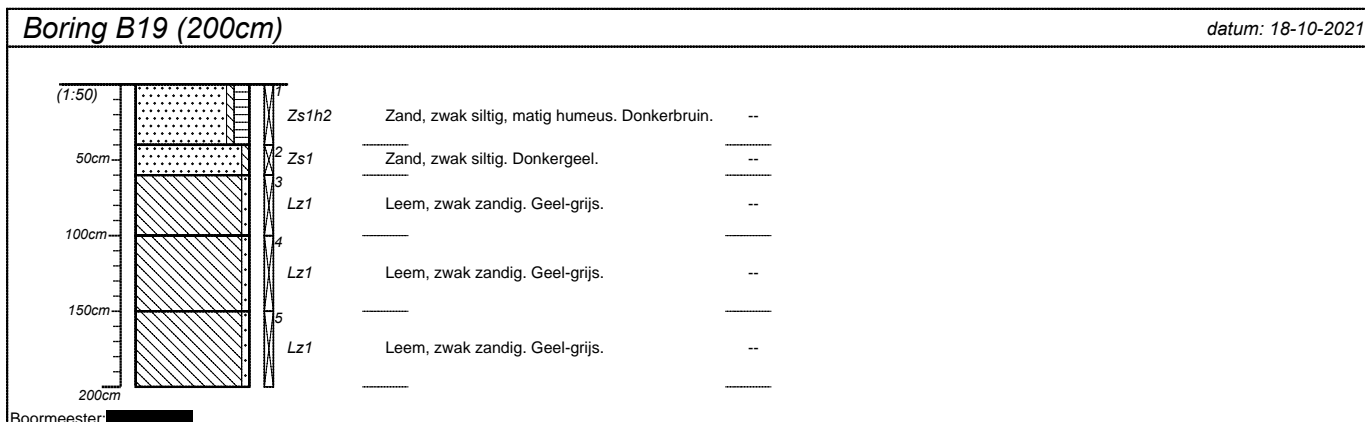 Boring B19 (200cm) datum: 18-10-2021
(1:50)
1
Zs1h2 Zand, zwak siltig, matig humeus. Donkerbruin. --
50cm 2 Zs1 Zand, zwak siltig. Donkergeel. --
3
Lz1 Leem, zwak zandig. Geel-grijs. --
100cm
4
Lz1 Leem, zwak zandig. Geel-grijs. --
150cm
5
Lz1 Leem, zwak zandig. Geel-grijs. --
200cm
Boormeester: